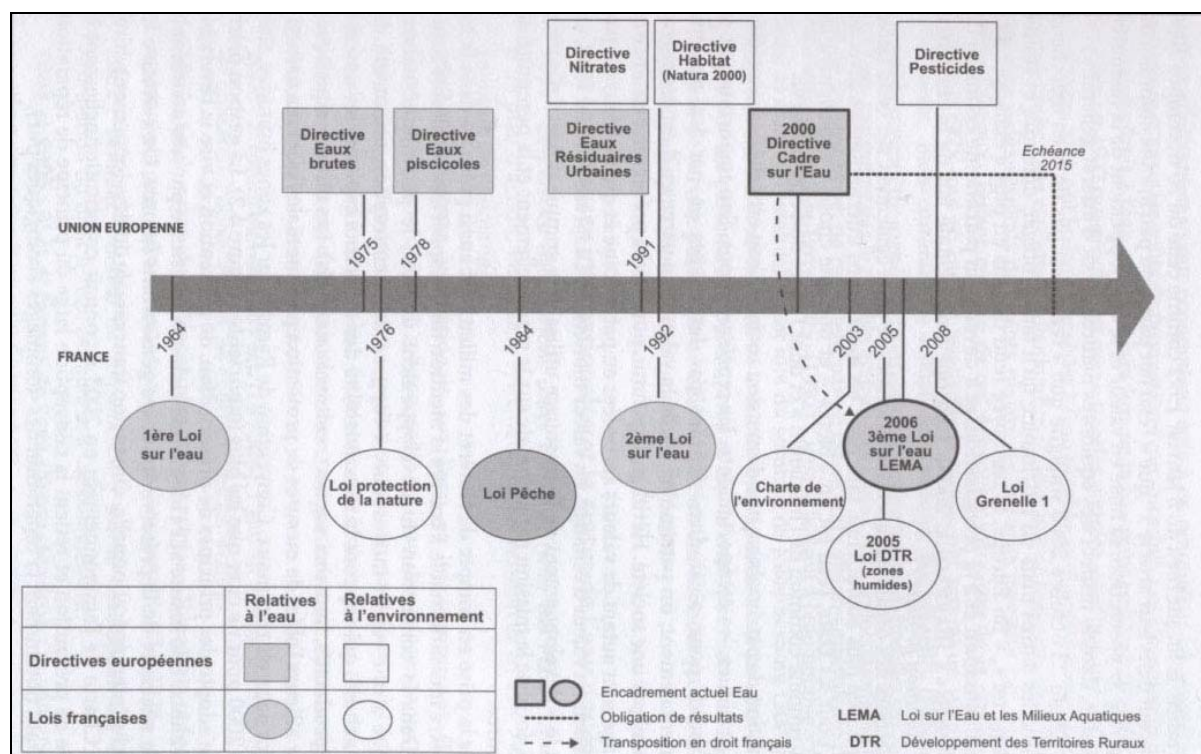 Directive
Nitrates
Directive
Habitat
(Natura 2000)
Directive
Pesticides
Directive
Eaux
brutes
Directive
Eaux
piscicoles
Directive
Eaux
Résiduaires
Urbaines
2000
Directive
Cadre
sur l'Eau
Echéance
2015
UNION EUROPENNE
1975
1978
1991
1964
1976
1984
1992
2003
2005
2008
FRANCE
1ère Loi
sur l'eau
Loi protection
de la nature
Loi Pêche
2ème Loi
sur l'eau
Charte de
l'environnement
2006
3ème Loi
sur l'eau
LEMA
Loi
Grenelle 1
2005
Loi DTR
(zones
humides)
Relatives
à l'eau
Relatives
à l'environnement
Directives européennes
Lois françaises
Encadrement actuel Eau
Obligation de résultats
Transposition en droit français
LEMA Loi sur l'Eau et les Milieux Aquatiques
DTR Développement des Territoires Ruraux